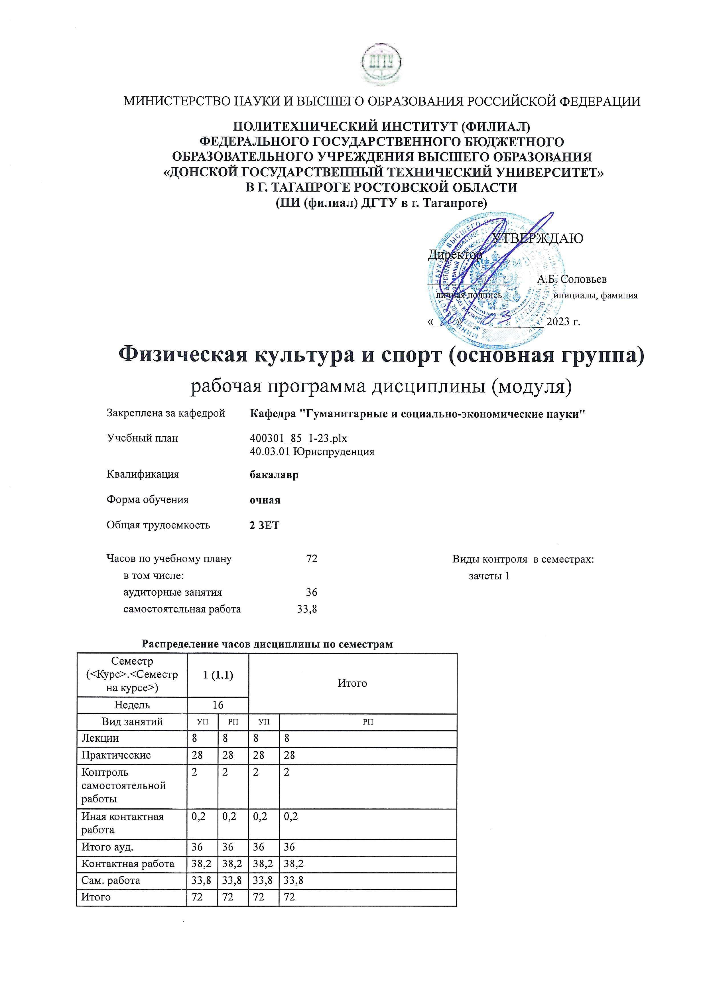 ДГТУ
МИНИСТЕРСТВО НАУКИ И ВЫСШЕГО ОБРАЗОВАНИЯ РОССИЙСКОЙ ФЕДЕРАЦИИ
ПОЛИТЕХНИЧЕСКИЙ ИНСТИТУТ (ФИЛИАЛ)
ФЕДЕРАЛЬНОГО ГОСУДАРСТВЕННОГО БЮДЖЕТНОГО
ОБРАЗОВАТЕЛЬНОГО УЧРЕЖДЕНИЯ ВЫСШЕГО ОБРАЗОВАНИЯ
«ДОНСКОЙ ГОСУДАРСТВЕННЫЙ ТЕХНИЧЕСКИЙ УНИВЕРСИТЕТ»
В Г. ТАГАНРОГЕ РОСТОВСКОЙ ОБЛАСТИ
(ПИ (филиал) ДГТУ в г. Таганроге)
УТВЕРЖДАЮ
Директор
А.Б. Соловьев
личная подпись инициалы, фамилия
«____» 03 2023 г.
Физическая культура и спорт (основная группа)
рабочая программа дисциплины (модуля)
Закреплена за кафедрой Кафедра "Гуманитарные и социально-экономические науки"
Учебный план 400301_85_1-23.plx
40.03.01 Юриспруденция
Квалификация бакалавр
Форма обучения очная
Общая трудоемкость 2 ЗЕТ
Часов по учебному плану 72 Виды контроля в семестрах:
в том числе: зачеты 1
аудиторные занятия 36
самостоятельная работа 33,8
Распределение часов дисциплины по семестрам
Семестр
(<Курс>.<Семестр
на курсе>) 1 (1.1) Итого
Недель 16
Вид занятий УП РП УП РП
Лекции 8 8 8 8
Практические 28 28 28 28
Контроль 2 2 2 2
самостоятельной
работы
Иная контактная 0,2 0,2 0,2 0,2
работа
Итого ауд. 36 36 36 36
Контактная работа 38,2 38,2 38,2 38,2
Сам. работа 33,8 33,8 33,8 33,8
Итого 72 72 72 72